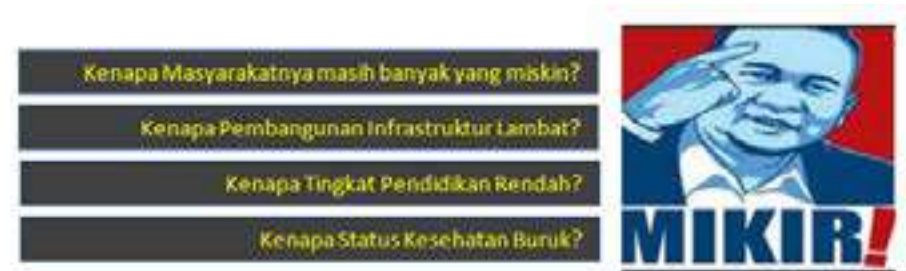 Kenapa Masyarakatnya masih banyak yang miskin?
Kenapa Pembangunan Infrastruktur Lambat?
Kenapa Tingkat Pendidikan Rendah?
Kenapa Status Kesehatan Buruk?
MIKIR!